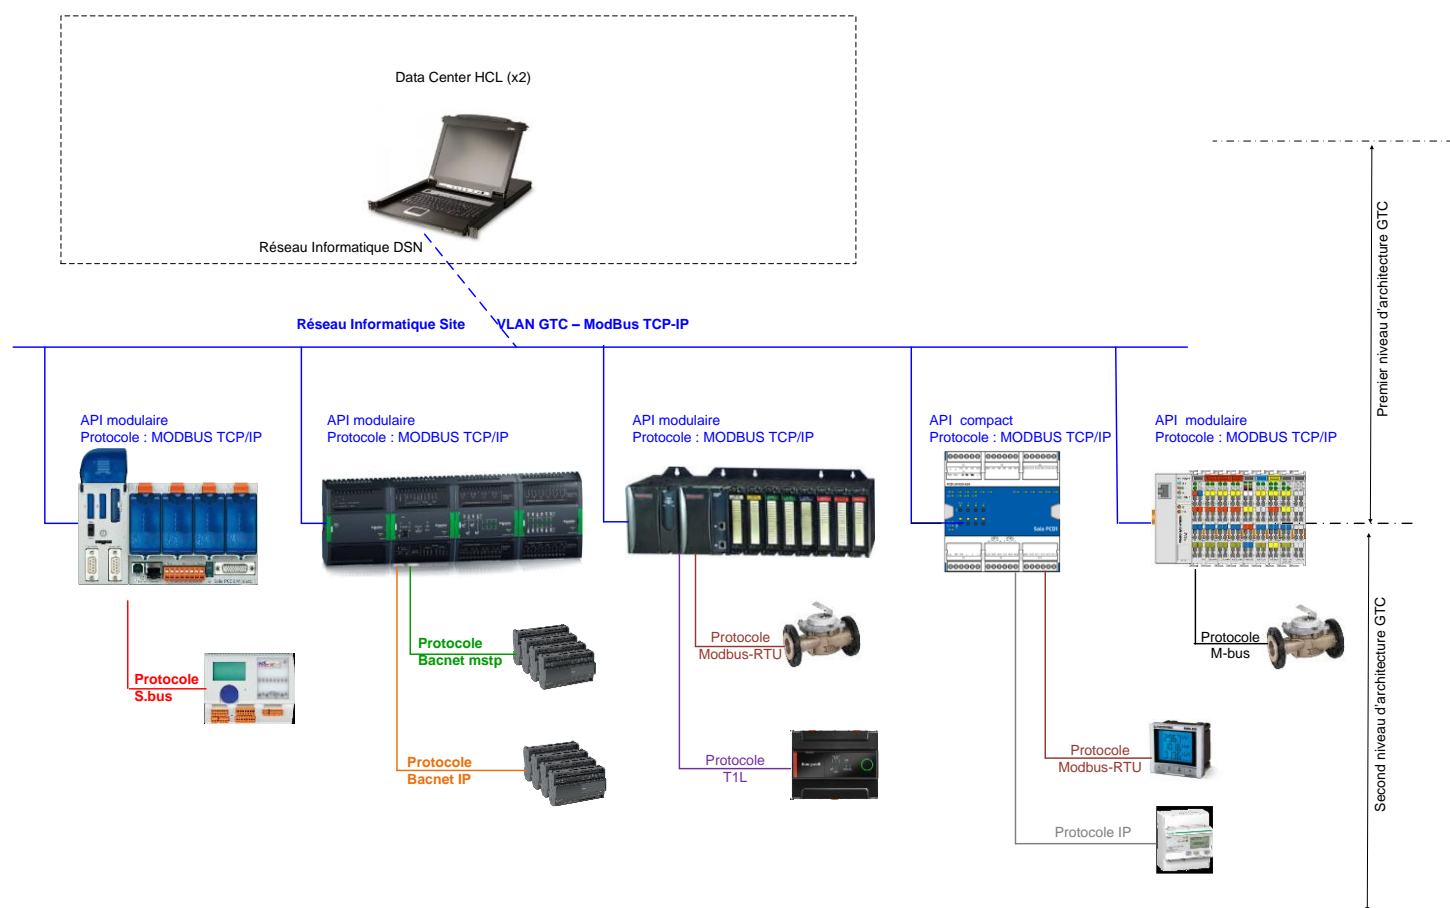 Data Center HCL (x2)
Réseau Informatique DSN
Premier niveau d'architecture GTC
Réseau Informatique Site
VLAN GTC – ModBus TCP-IP
API modulaire
Protocole : MODBUS TCP/IP
API modulaire
Protocole : MODBUS TCP/IP
API modulaire
Protocole : MODBUS TCP/IP
API compact
Protocole : MODBUS TCP/IP
API modulaire
Protocole : MODBUS TCP/IP
Saia PCD1
Second niveau d'architecture GTC
Protocole
S.bus
Protocole
Bacnet mstp
Protocole
Bacnet IP
Protocole
Modbus-RTU
Protocole
T1L
Protocole
Modbus-RTU
Protocole IP
Protocole
M-bus